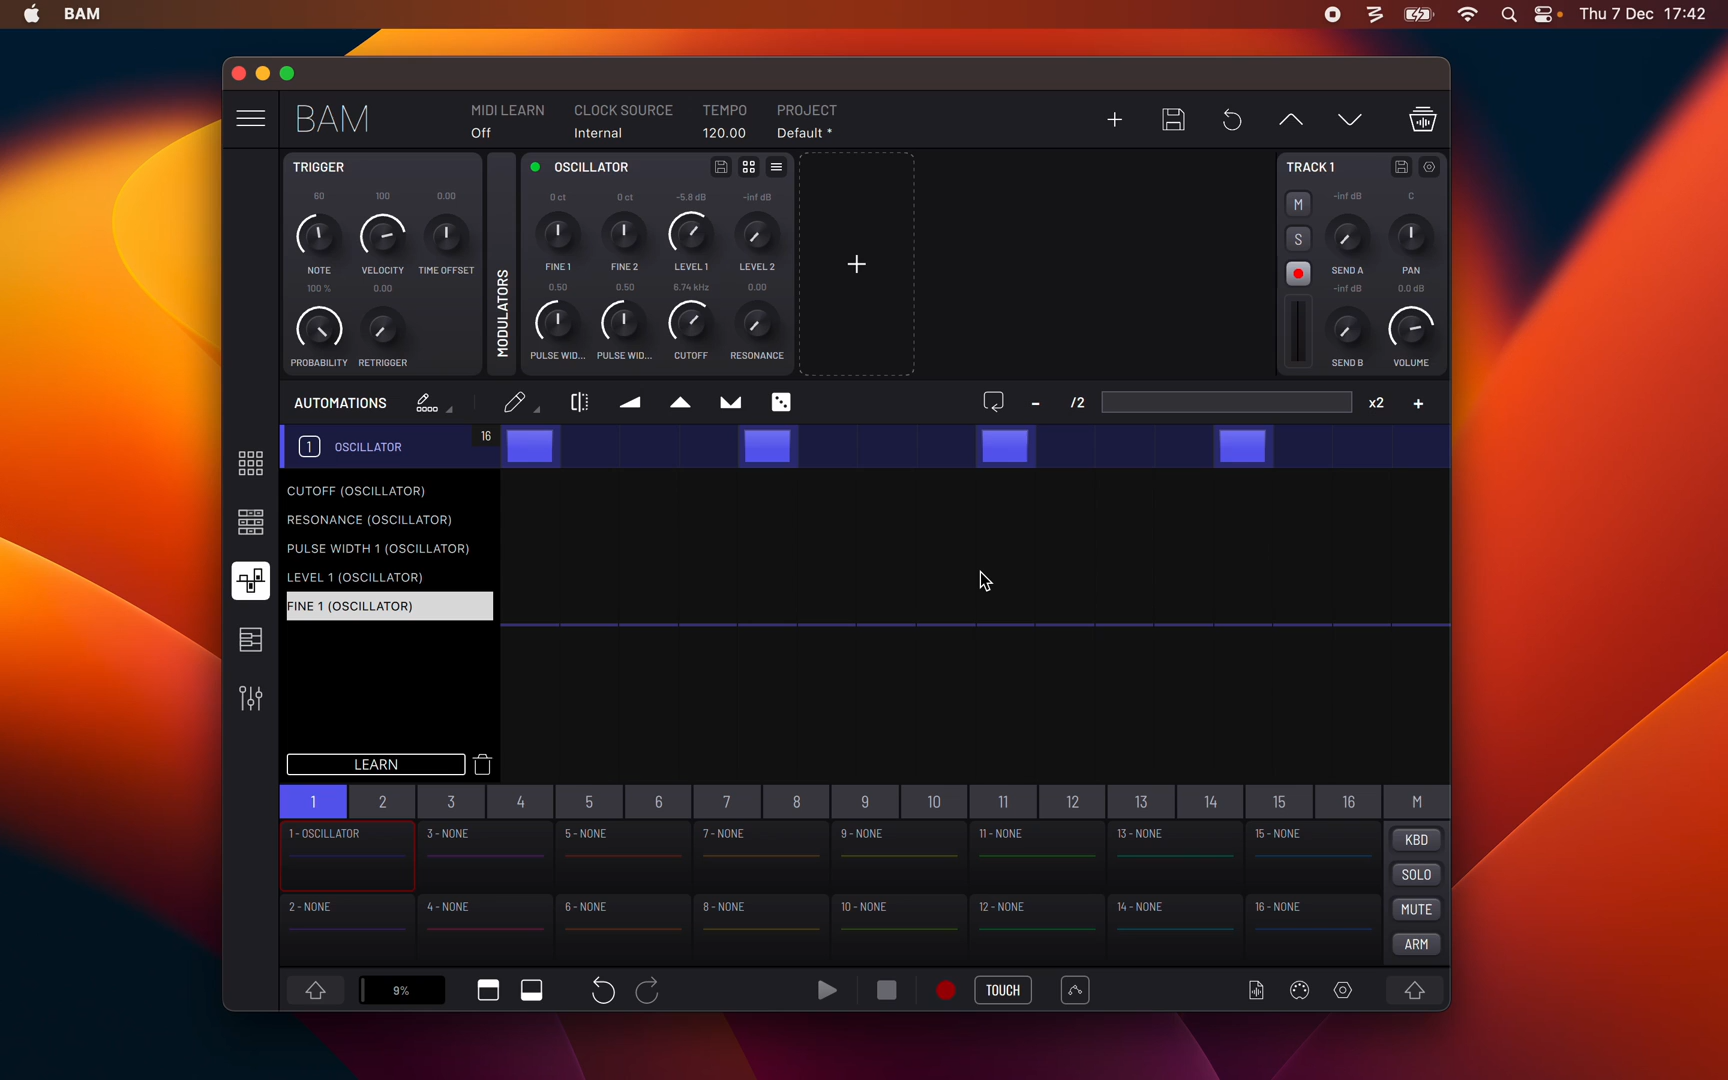 BAM
Thu 7 Dec 17:42
BAM
MIDI LEARN
Off
CLOCK SOURCE
Internal
TEMPO
120.00
PROJECT
Default *
TRIGGER
60 100 0.00
NOTE VELOCITY TIME OFFSET
100 % 0.00
PROBABILITY RETRIGGER
MODULATORS
OSCILLATOR
0 ct 0 ct -5.8 dB -inf dB
FINE 1 FINE 2 LEVEL 1 LEVEL 2
0.50 0.50 6.74 kHz 0.00
PULSE WID... PULSE WID... CUTOFF RESONANCE
+
TRACK 1
M
S
-inf dB C
SEND A PAN
-inf dB 0.0 dB
SEND B VOLUME
AUTOMATIONS
- /2 x2 +
1 OSCILLATOR 16
CUTOFF (OSCILLATOR)
RESONANCE (OSCILLATOR)
PULSE WIDTH 1 (OSCILLATOR)
LEVEL 1 (OSCILLATOR)
FINE 1 (OSCILLATOR)
LEARN
1 2 3 4 5 6 7 8 9 10 11 12 13 14 15 16 M
1 - OSCILLATOR 3 - NONE 5 - NONE 7 - NONE 9 - NONE 11 - NONE 13 - NONE 15 - NONE
2 - NONE 4 - NONE 6 - NONE 8 - NONE 10 - NONE 12 - NONE 14 - NONE 16 - NONE
KBD
SOLO
MUTE
ARM
9%
TOUCH